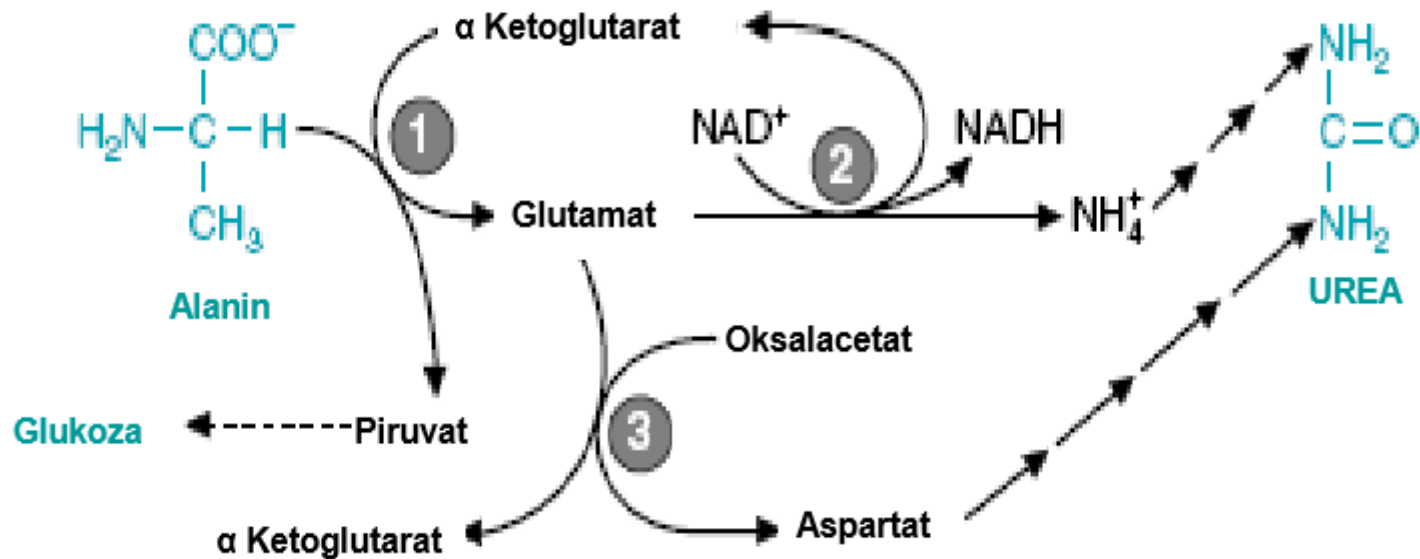 α Ketoglutarat
COO⁻
H₂N–C–H
CH₃
Alanin
1
NAD⁺
NADH
2
Glutamat
NH₄⁺
NH₂
C=O
NH₂
UREA
Oksalacetat
3
Glukoza
Piruvat
α Ketoglutarat
Aspartat